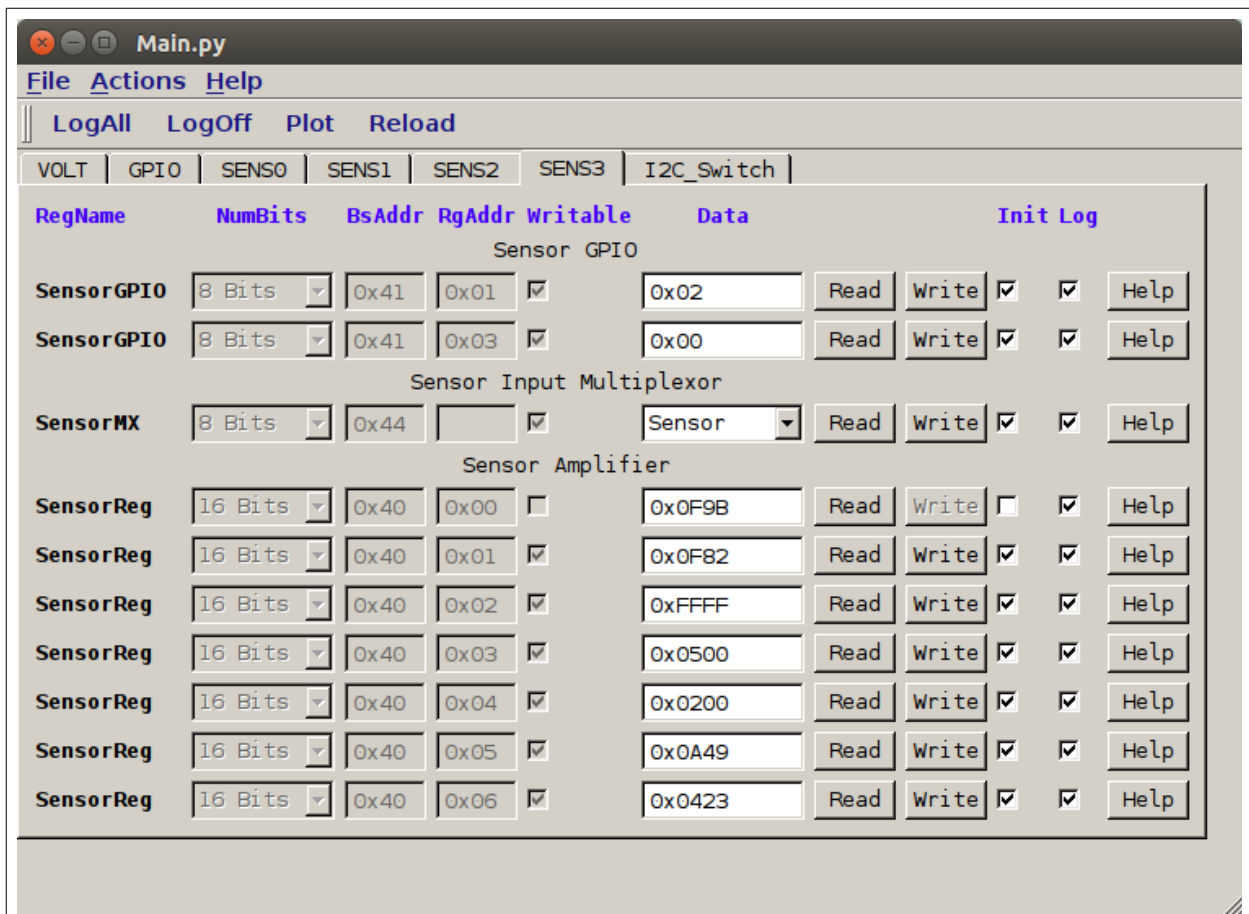 Main.py
File Actions Help
LogAll LogOff Plot Reload
VOLT GPIO SENS0 SENS1 SENS2 SENS3 I2C_Switch
RegName NumBits BsAddr RgAddr Writable Data Init Log
Sensor GPIO
SensorGPIO 8 Bits 0x41 0x01 0x02 Read Write Help
SensorGPIO 8 Bits 0x41 0x03 0x00 Read Write Help
Sensor Input Multiplexor
SensorMX 8 Bits 0x44 Sensor Read Write Help
Sensor Amplifier
SensorReg 16 Bits 0x40 0x00 0x0F9B Read Write Help
SensorReg 16 Bits 0x40 0x01 0x0F82 Read Write Help
SensorReg 16 Bits 0x40 0x02 0xFFFF Read Write Help
SensorReg 16 Bits 0x40 0x03 0x0500 Read Write Help
SensorReg 16 Bits 0x40 0x04 0x0200 Read Write Help
SensorReg 16 Bits 0x40 0x05 0x0A49 Read Write Help
SensorReg 16 Bits 0x40 0x06 0x0423 Read Write Help